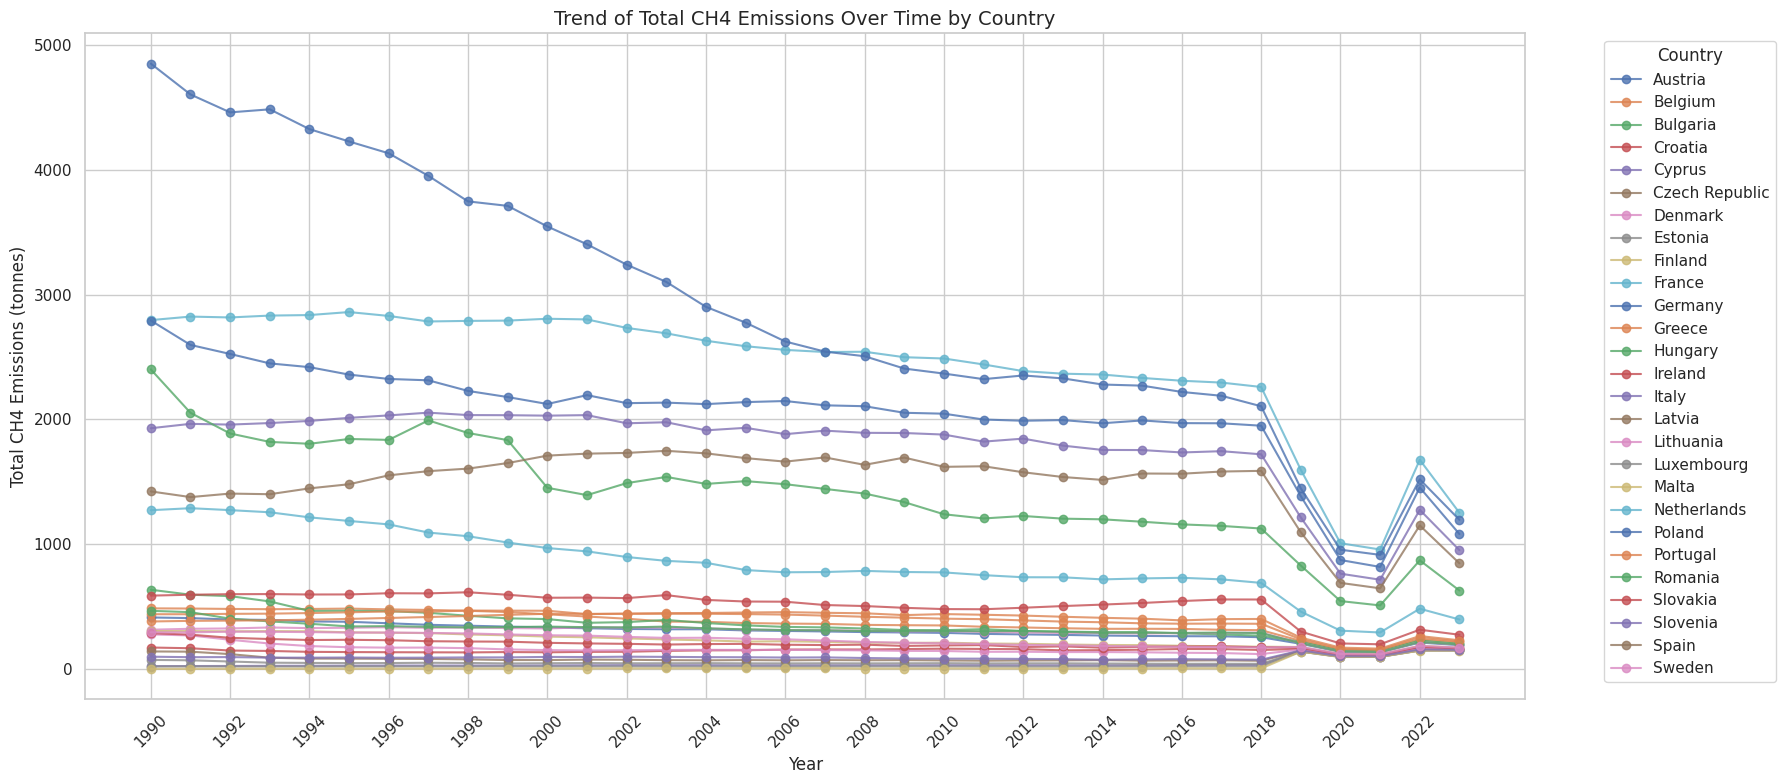 Trend of Total CH4 Emissions Over Time by Country
Total CH4 Emissions (tonnes)
5000
4000
3000
2000
1000
0
1990
1992
1994
1996
1998
2000
2002
2004
2006
2008
2010
2012
2014
2016
2018
2020
2022
Year
Country
Austria
Belgium
Bulgaria
Croatia
Cyprus
Czech Republic
Denmark
Estonia
Finland
France
Germany
Greece
Hungary
Ireland
Italy
Latvia
Lithuania
Luxembourg
Malta
Netherlands
Poland
Portugal
Romania
Slovakia
Slovenia
Spain
Sweden